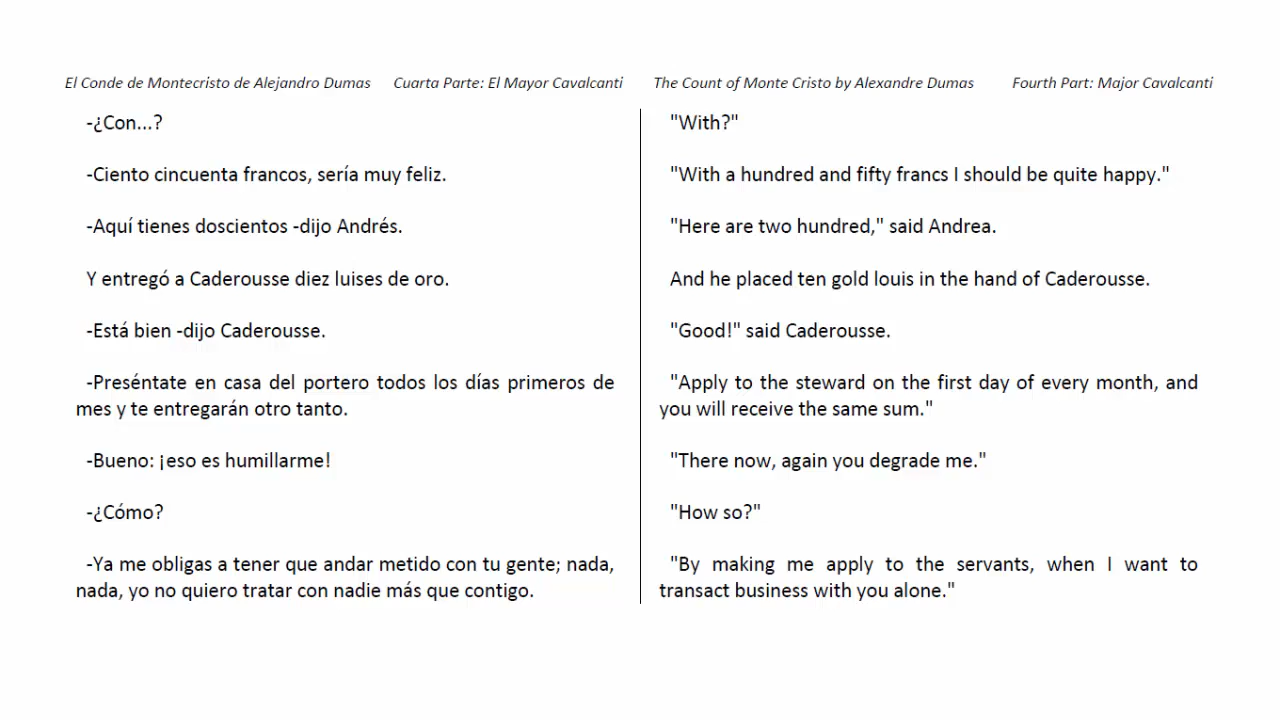 El Conde de Montecristo de Alejandro Dumas Cuarta Parte: El Mayor Cavalcanti
-¿Con...?
-Ciento cincuenta francos, sería muy feliz.
-Aquí tienes doscientos -dijo Andrés.
Y entregó a Caderousse diez luises de oro.
-Está bien -dijo Caderousse.
-Preséntate en casa del portero todos los días primeros de
mes y te entregarán otro tanto.
-Bueno: ¡eso es humillarme!
-¿Cómo?
-Ya me obligas a tener que andar metido con tu gente; nada,
nada, yo no quiero tratar con nadie más que contigo.
The Count of Monte Cristo by Alexandre Dumas Fourth Part: Major Cavalcanti
"With?"
"With a hundred and fifty francs I should be quite happy."
"Here are two hundred," said Andrea.
And he placed ten gold louis in the hand of Caderousse.
"Good!" said Caderousse.
"Apply to the steward on the first day of every month, and
you will receive the same sum."
"There now, again you degrade me."
"How so?"
"By making me apply to the servants, when I want to
transact business with you alone."